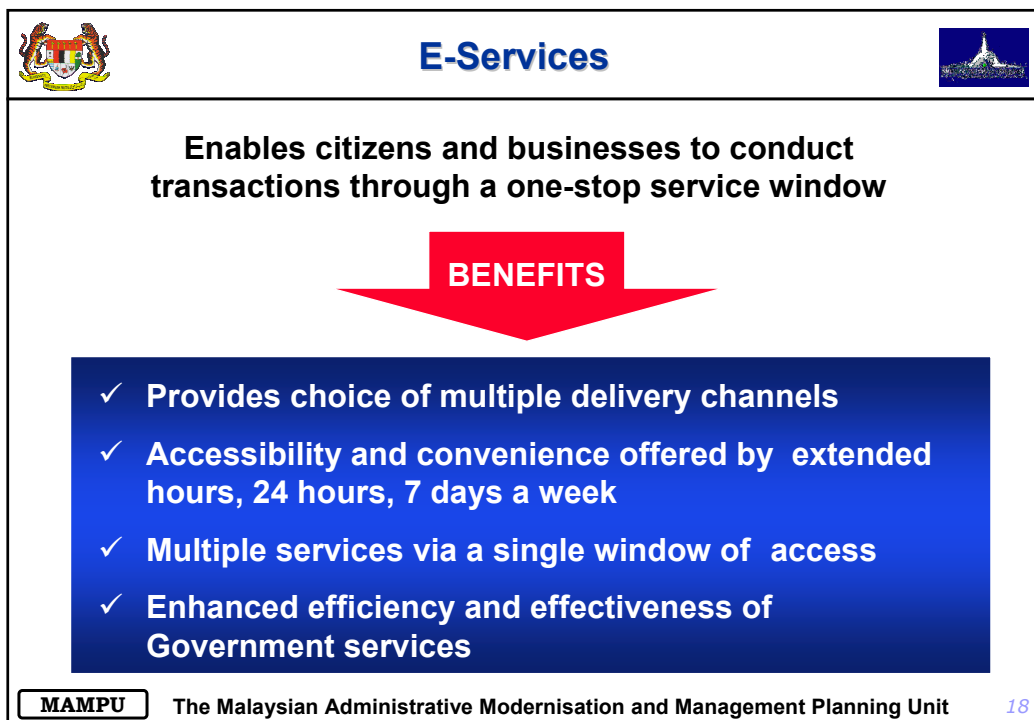 E-Services
Enables citizens and businesses to conduct
transactions through a one-stop service window
BENEFITS
✓ Provides choice of multiple delivery channels
✓ Accessibility and convenience offered by extended
hours, 24 hours, 7 days a week
✓ Multiple services via a single window of access
✓ Enhanced efficiency and effectiveness of
Government services
MAMPU The Malaysian Administrative Modernisation and Management Planning Unit 18